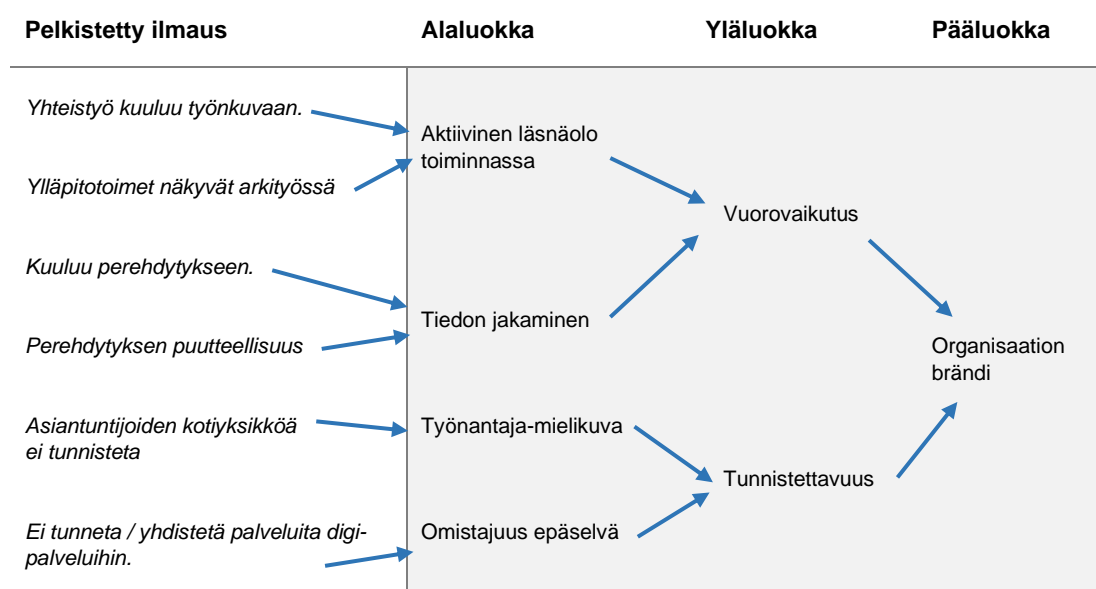 Pelkistetty ilmaus Alaluokka Yläluokka Pääluokka
Yhteistyö kuuluu työnkuvaan.
Aktiivinen läsnäolo
toiminnassa
Ylläpitotoimet näkyvät arkityössä
Vuorovaikutus
Kuuluu perehdytykseen.
Tiedon jakaminen
Perehdytyksen puutteellisuus
Organisaation
brändi
Asiantuntijoiden kotiyksikköä
ei tunnisteta
Työnantaja-mielikuva
Tunnistettavuus
Ei tunneta / yhdistetä palveluita digi-
palveluihin.
Omistajuus epäselvä